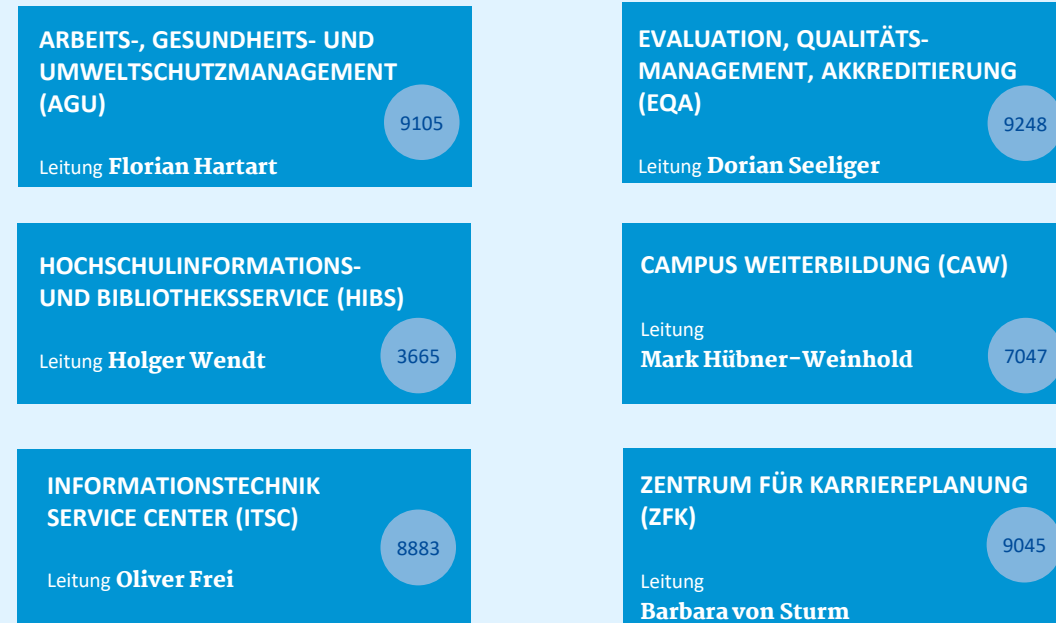 ARBEITS-, GESUNDHEITS- UND
UMWELTSCHUTZMANAGEMENT
(AGU)
9105
Leitung Florian Hartart
EVALUATION, QUALITÄTS-
MANAGEMENT, AKKREDITIERUNG
(EQA)
9248
Leitung Dorian Seeliger
HOCHSCHULINFORMATIONS-
UND BIBLIOTHEKSSERVICE (HIBS)
Leitung Holger Wendt
3665
CAMPUS WEITERBILDUNG (CAW)
Leitung
Mark Hübner-Weinhold
7047
INFORMATIONSTECHNIK
SERVICE CENTER (ITSC)
8883
Leitung Oliver Frei
ZENTRUM FÜR KARRIEREPLANUNG
(ZFK)
9045
Leitung
Barbara von Sturm